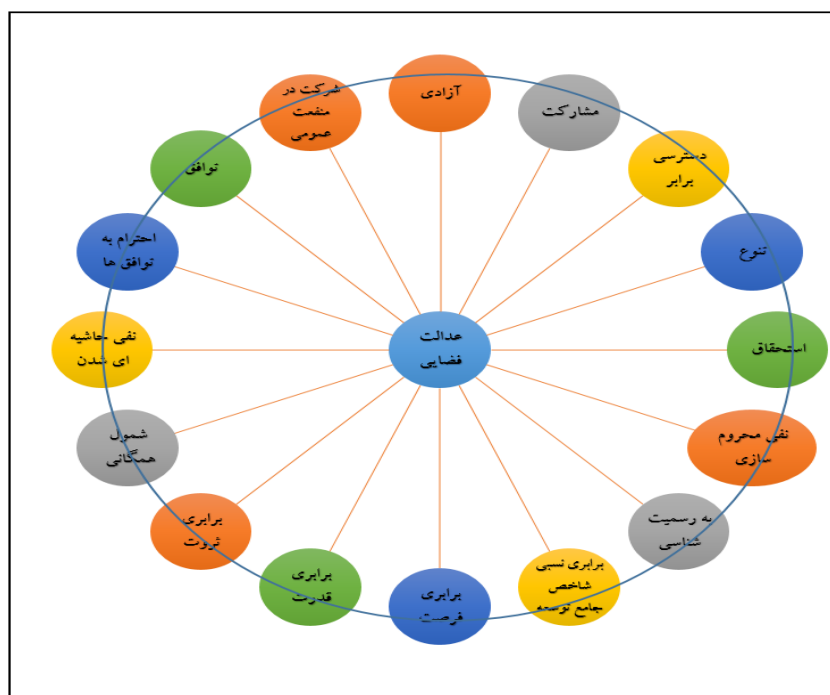 آزادی
مشارکت
دسترسی
برابر
تنوع
استحقاق
نفی محروم
سازی
به رسمیت
شناسی
برابری نسبی
شاخص
جامع توسعه
برابری
فرصت
برابری
قدرت
برابری
ثروت
شمول
همگانی
نفی حاشیه
ای شدن
احترام به
توافق ها
توافق
شرکت در
منفعت
عمومی
عدالت
فضایی